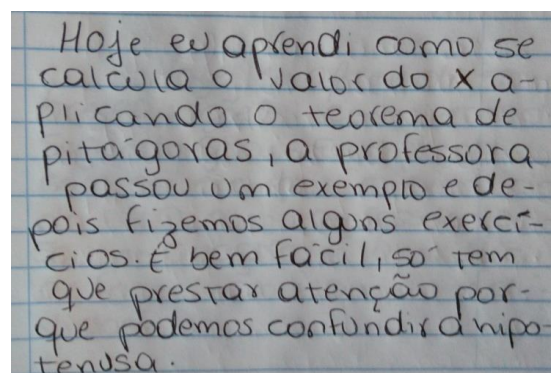 Hoje eu aprendi como se
calcula o valor do x a-
plicando o teorema de
pitágoras, a professora
passou um exemplo e de-
pois fizemos alguns exercí-
cios. É bem fácil, só tem
que prestar atenção por-
que podemos confundir a hipo-
tenusa.